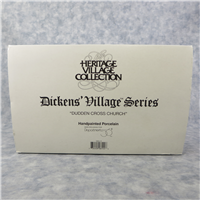 HERITAGE
VILLAGE
COLLECTION
Dickens' Village Series
"DUDDEN CROSS CHURCH"
Handpainted Porcelain